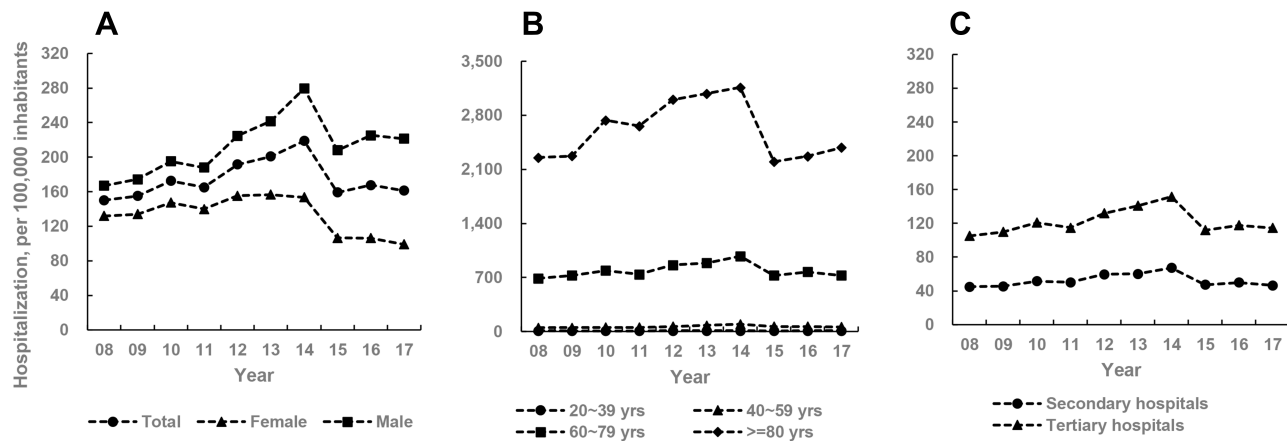 A
B
C
Hospitalization, per 100,000 inhabitants
320
280
240
200
160
120
80
40
0
08 09 10 11 12 13 14 15 16 17
Year
Total Female Male
3,500
2,800
2,100
1,400
700
0
08 09 10 11 12 13 14 15 16 17
Year
20~39 yrs 40~59 yrs
60~79 yrs >=80 yrs
320
280
240
200
160
120
80
40
0
08 09 10 11 12 13 14 15 16 17
Year
Secondary hospitals
Tertiary hospitals